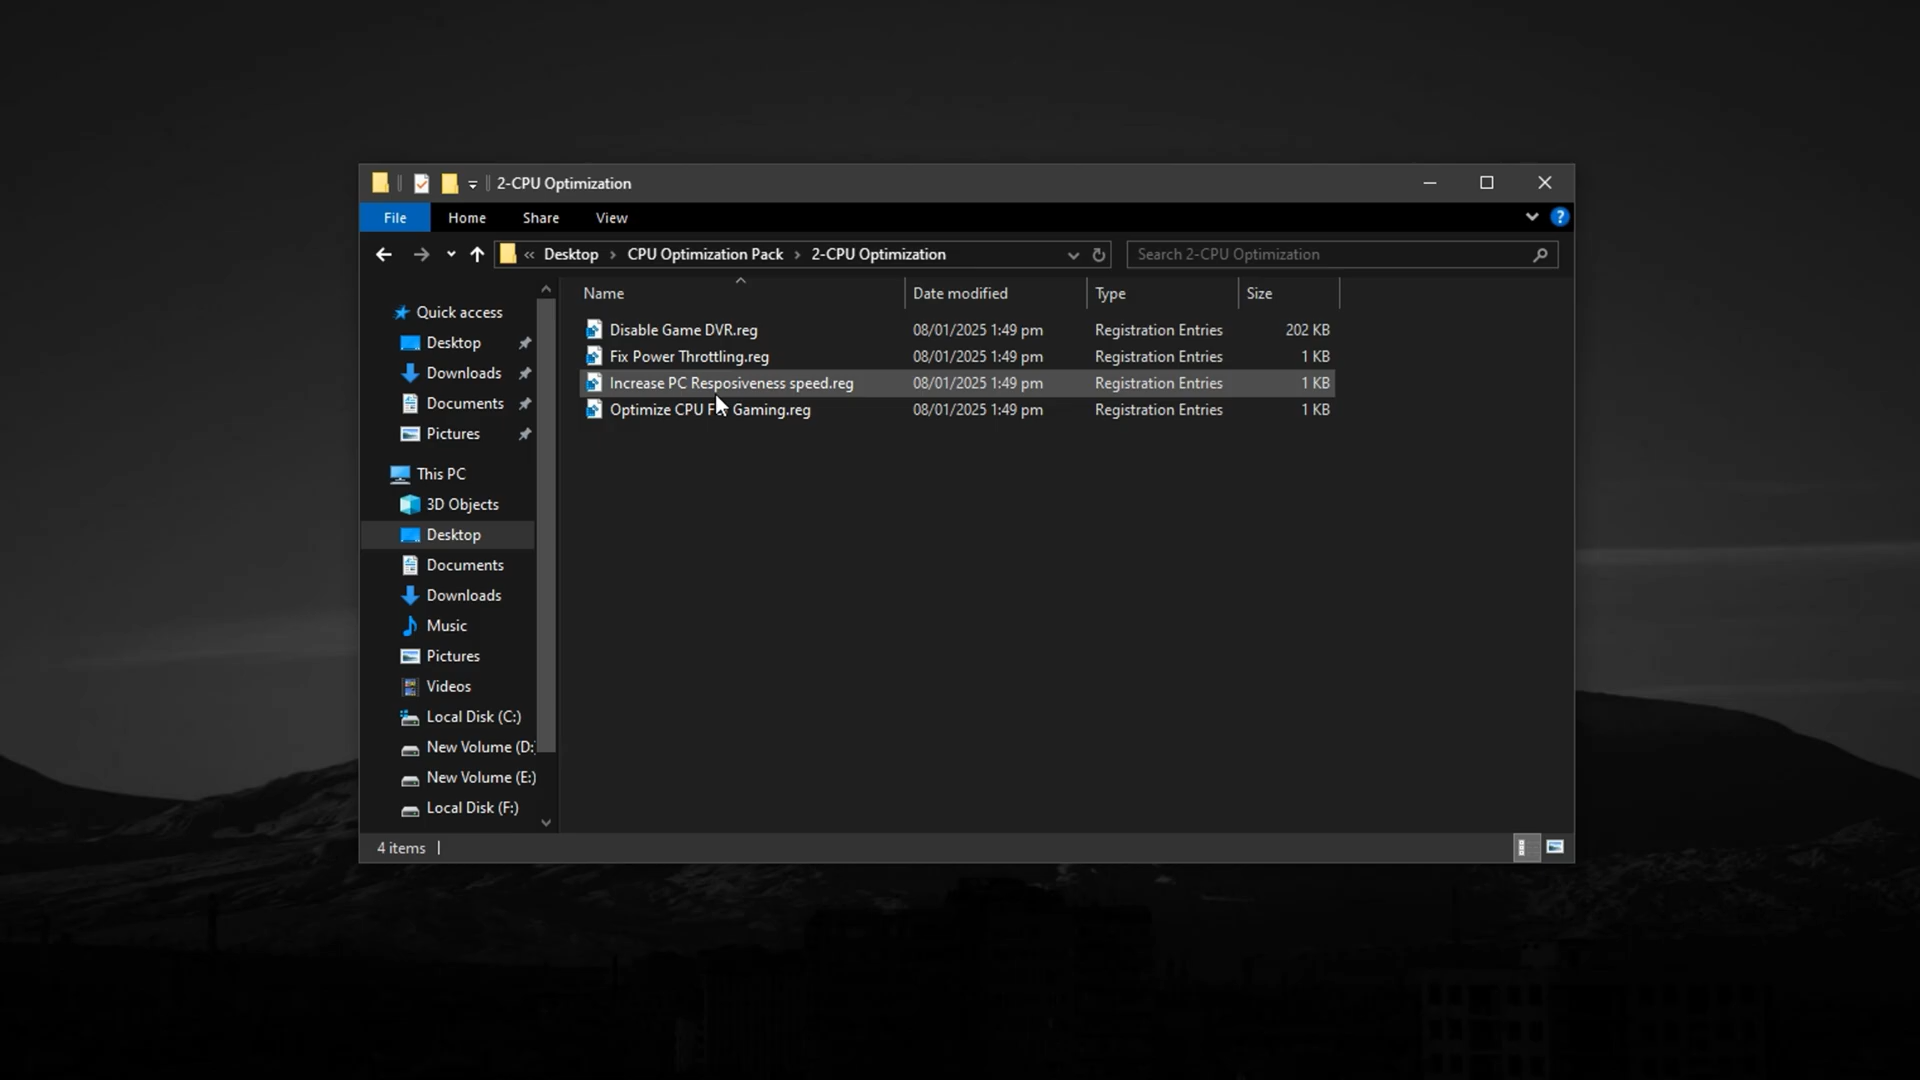 2-CPU Optimization
File Home Share View
?
« Desktop > CPU Optimization Pack > 2-CPU Optimization
Search 2-CPU Optimization
Name Date modified Type Size
Disable Game DVR.reg 08/01/2025 1:49 pm Registration Entries 202 KB
Fix Power Throttling.reg 08/01/2025 1:49 pm Registration Entries 1 KB
Increase PC Resposiveness speed.reg 08/01/2025 1:49 pm Registration Entries 1 KB
Optimize CPU For Gaming.reg 08/01/2025 1:49 pm Registration Entries 1 KB
Quick access
Desktop
Downloads
Documents
Pictures
This PC
3D Objects
Desktop
Documents
Downloads
Music
Pictures
Videos
Local Disk (C:)
New Volume (D:)
New Volume (E:)
Local Disk (F:)
4 items